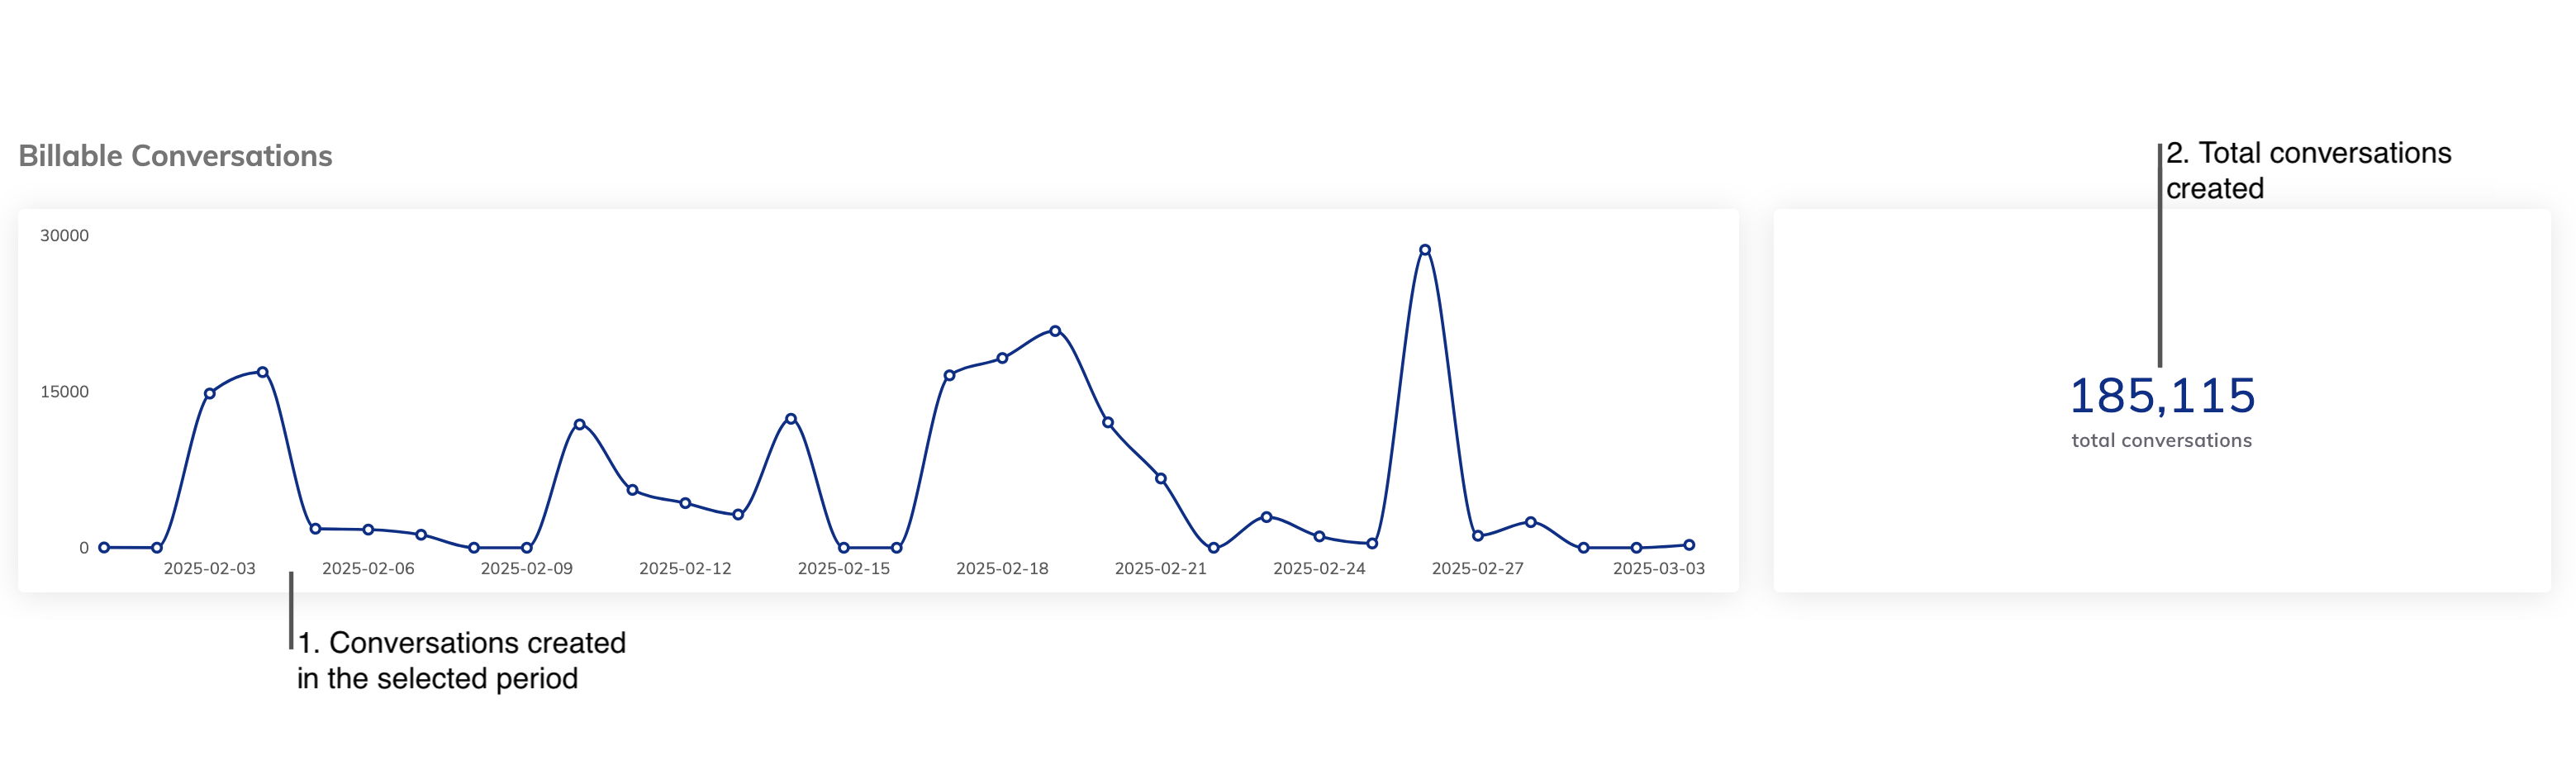 Billable Conversations
2. Total conversations
created
30000
15000
0
2025-02-03
2025-02-06
2025-02-09
2025-02-12
2025-02-15
2025-02-18
2025-02-21
2025-02-24
2025-02-27
2025-03-03
185,115
total conversations
1. Conversations created
in the selected period